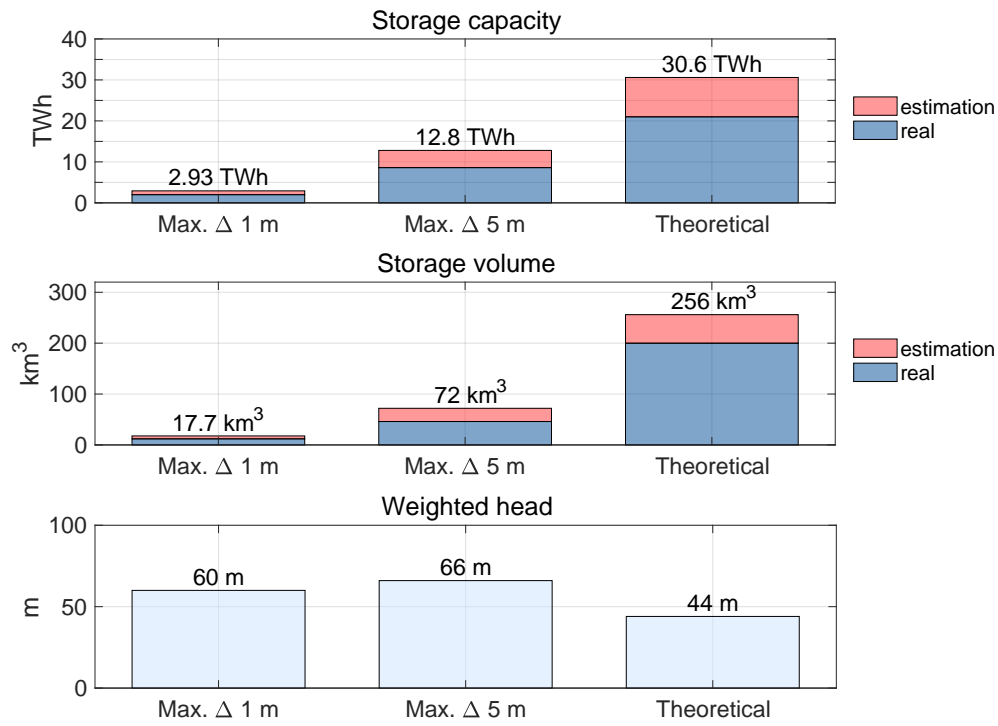 Storage capacity
40
30
20
10
0
TWh
2.93 TWh
12.8 TWh
30.6 TWh
Max. Δ 1 m
Max. Δ 5 m
Theoretical
estimation
real
Storage volume
300
200
100
0
km³
17.7 km³
72 km³
256 km³
Max. Δ 1 m
Max. Δ 5 m
Theoretical
estimation
real
Weighted head
100
50
0
m
60 m
66 m
44 m
Max. Δ 1 m
Max. Δ 5 m
Theoretical